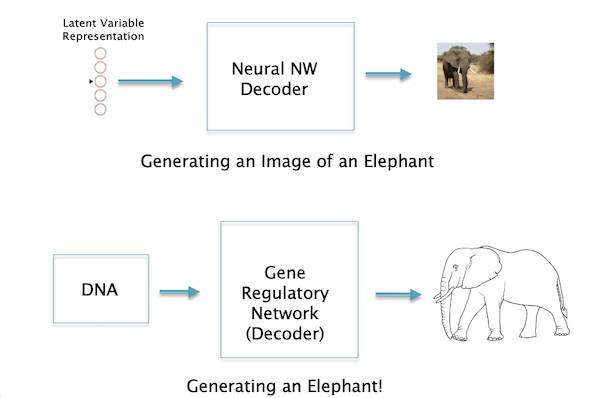 Latent Variable
Representation
Neural NW
Decoder
Generating an Image of an Elephant
DNA
Gene
Regulatory
Network
(Decoder)
Generating an Elephant!